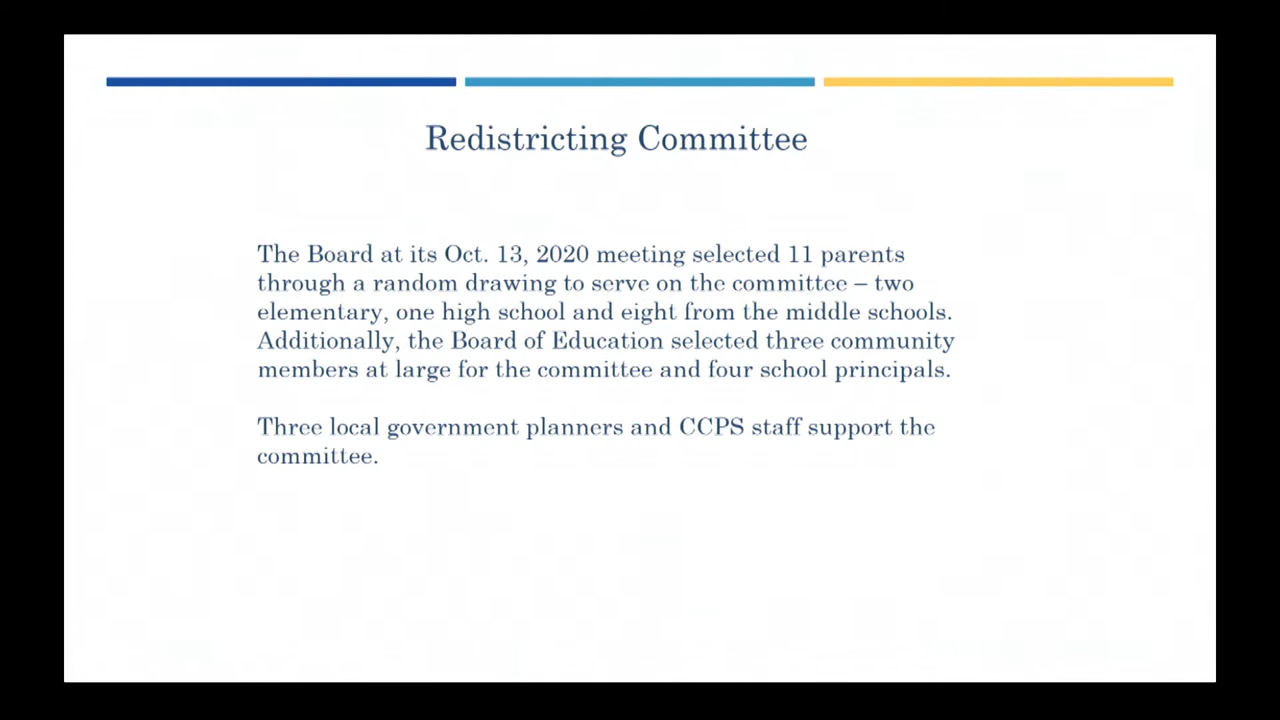 Redistricting Committee
The Board at its Oct. 13, 2020 meeting selected 11 parents
through a random drawing to serve on the committee – two
elementary, one high school and eight from the middle schools.
Additionally, the Board of Education selected three community
members at large for the committee and four school principals.
Three local government planners and CCPS staff support the
committee.